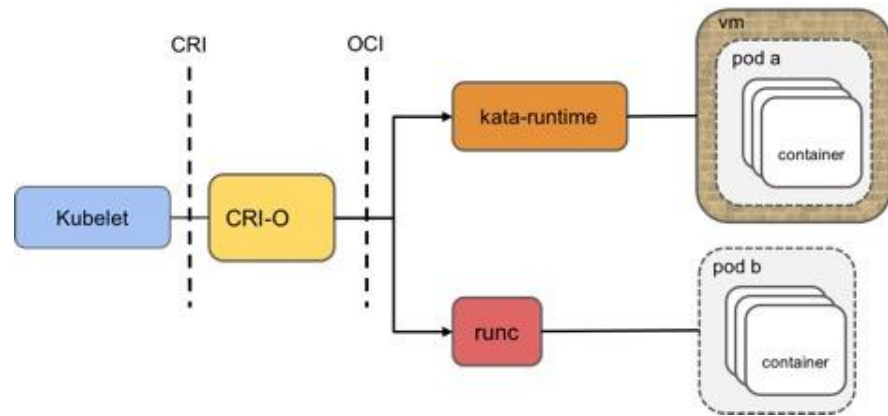 vm
CRI
OCI
pod a
kata-runtime
container
Kubelet
CRI-O
pod b
runc
container